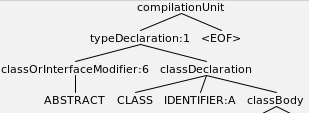 compilationUnit
typeDeclaration:1 <EOF>
classOrInterfaceModifier:6 classDeclaration
ABSTRACT CLASS IDENTIFIER:A classBody